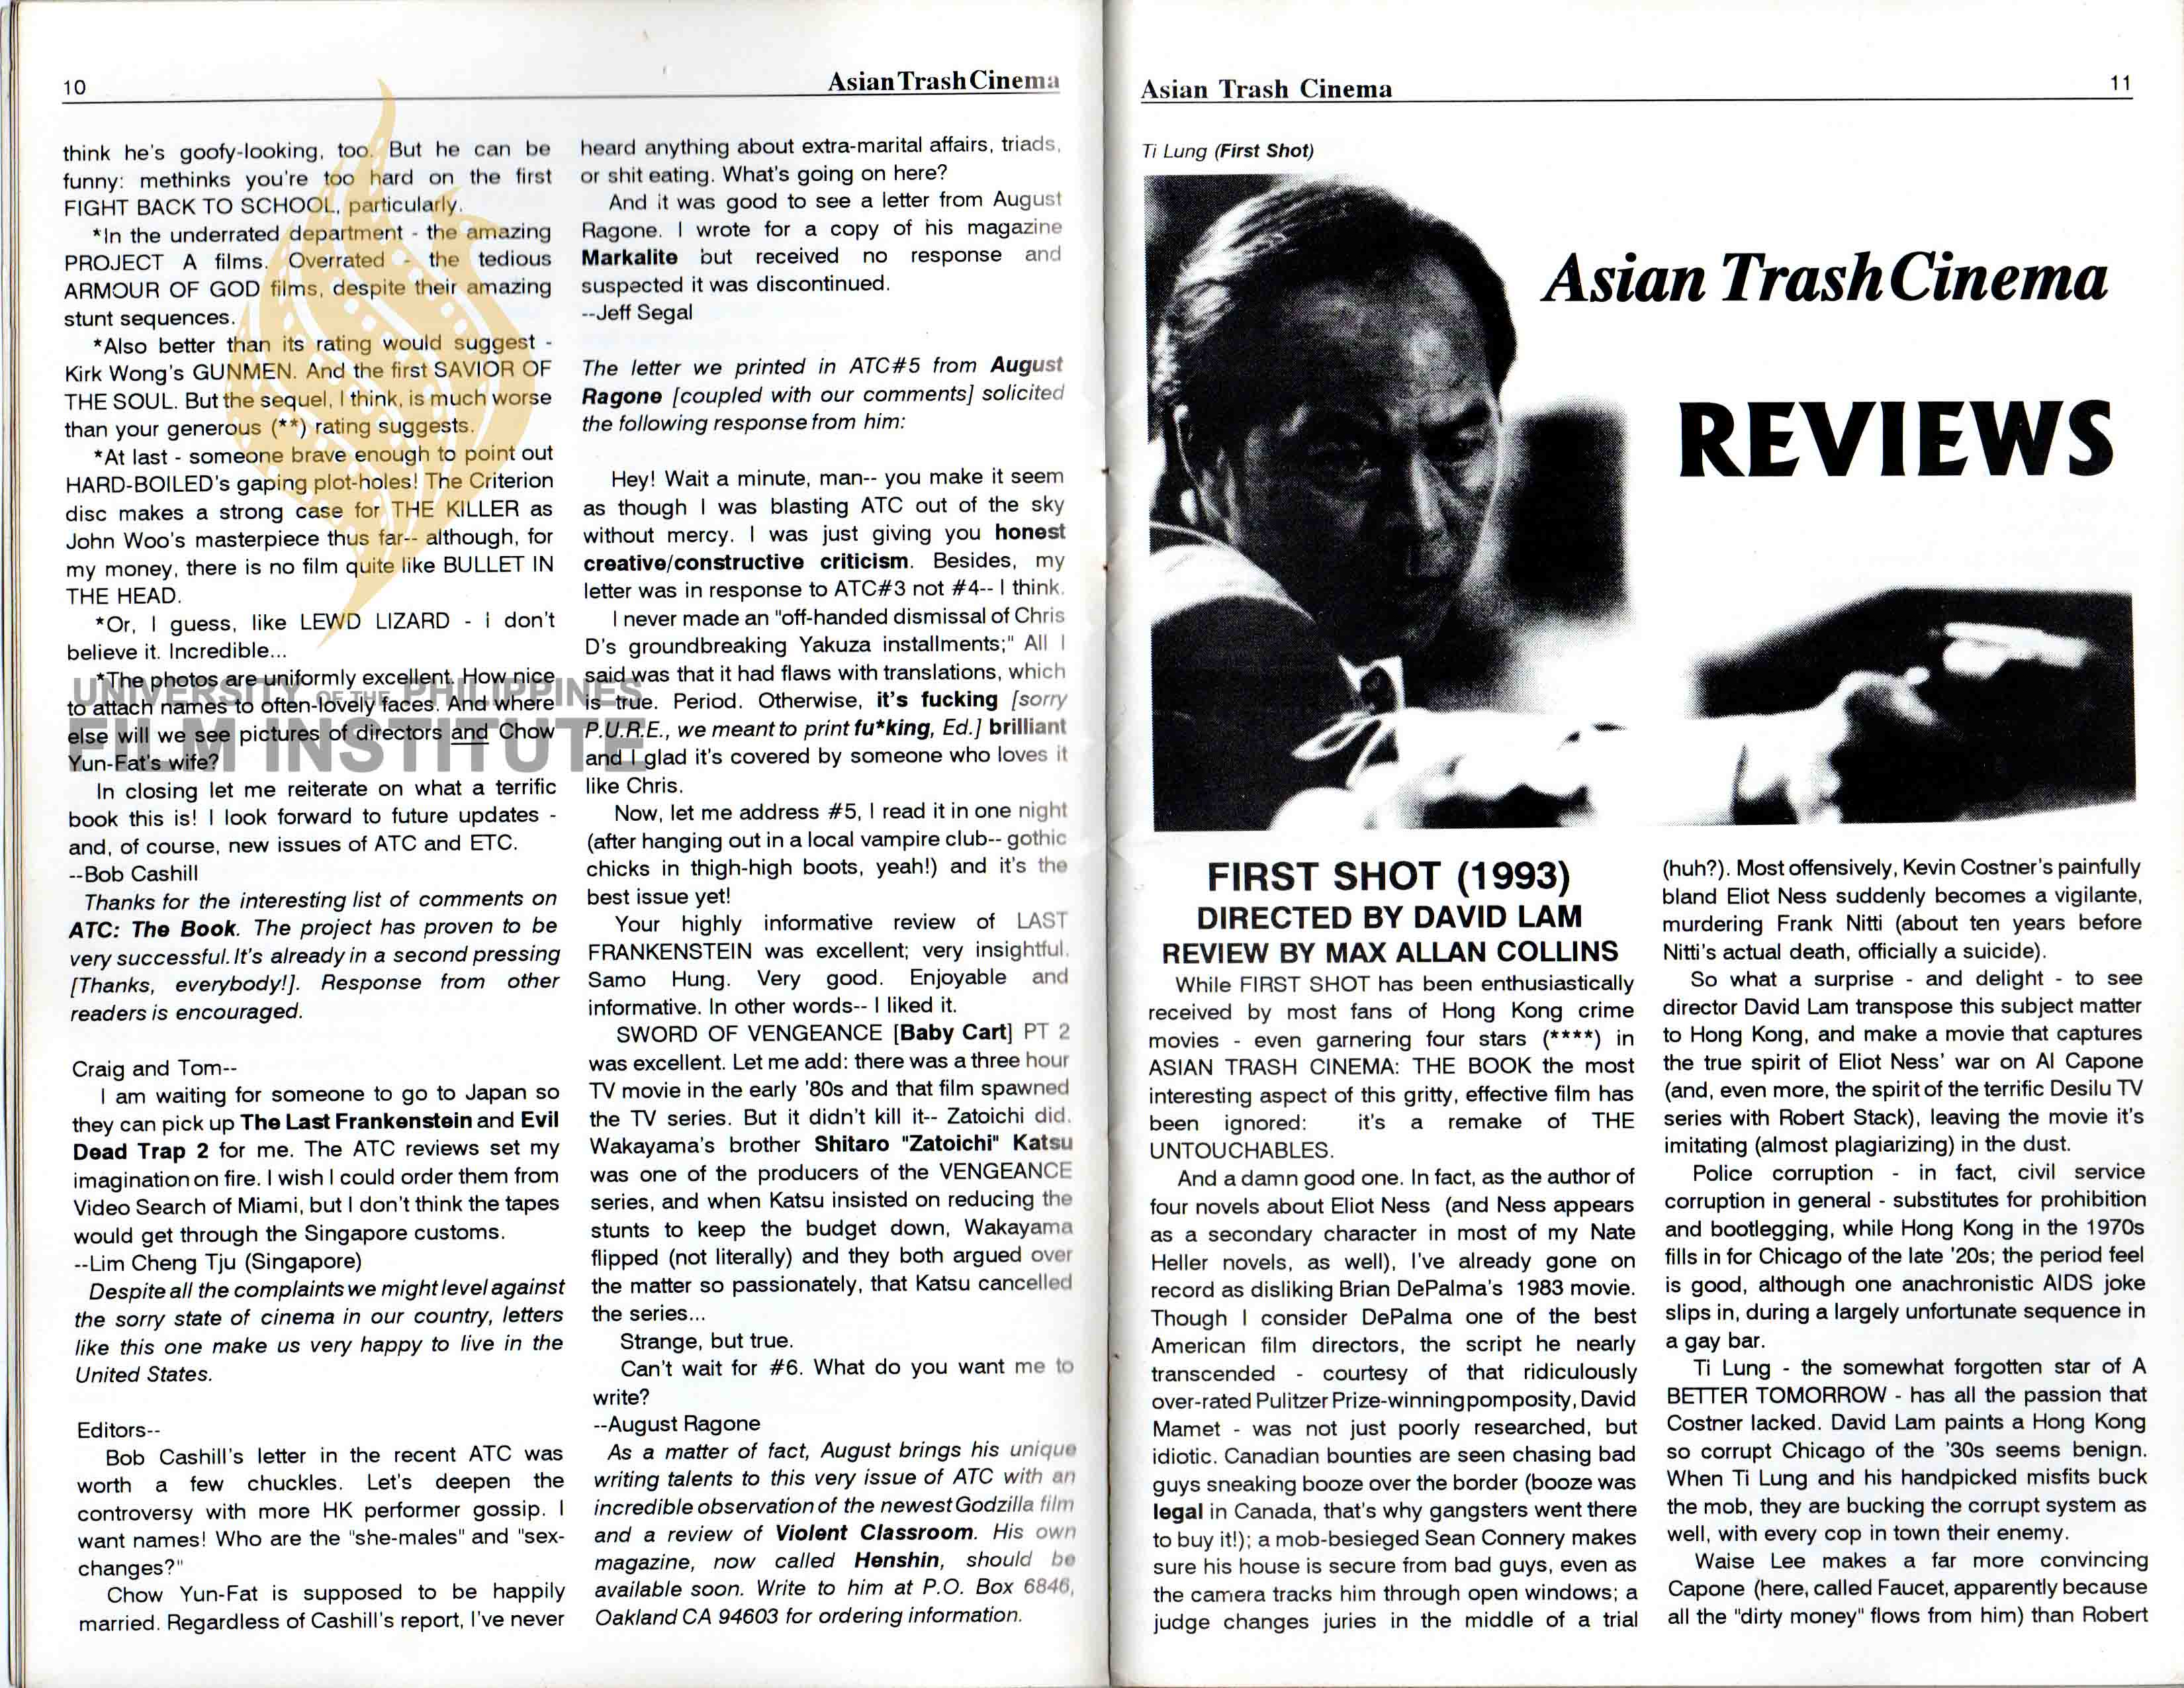 10
Asian Trash Cinema
think he's goofy-looking, too. But he can be
funny: methinks you're too hard on the first
FIGHT BACK TO SCHOOL, particularly.
*In the underrated department - the amazing
PROJECT A films. Overrated - the tedious
ARMOUR OF GOD films, despite their amazing
stunt sequences.
*Also better than its rating would suggest -
Kirk Wong's GUNMEN. And the first SAVIOR OF
THE SOUL. But the sequel, I think, is much worse
than your generous (**) rating suggests.
*At last - someone brave enough to point out
HARD-BOILED's gaping plot-holes! The Criterion
disc makes a strong case for THE KILLER as
John Woo's masterpiece thus far-- although, for
my money, there is no film quite like BULLET IN
THE HEAD.
*Or, I guess, like LEWD LIZARD - i don't
believe it. Incredible...
*The photos are uniformly excellent. How nice
to attach names to often-lovely faces. And where
else will we see pictures of directors and Chow
Yun-Fat's wife?
In closing let me reiterate on what a terrific
book this is! I look forward to future updates -
and, of course, new issues of ATC and ETC.
--Bob Cashill
Thanks for the interesting list of comments on
ATC: The Book. The project has proven to be
very successful. It's already in a second pressing
[Thanks, everybody!]. Response from other
readers is encouraged.
Craig and Tom--
I am waiting for someone to go to Japan so
they can pick up The Last Frankenstein and Evil
Dead Trap 2 for me. The ATC reviews set my
imagination on fire. I wish I could order them from
Video Search of Miami, but I don't think the tapes
would get through the Singapore customs.
--Lim Cheng Tju (Singapore)
Despite all the complaints we might level against
the sorry state of cinema in our country, letters
like this one make us very happy to live in the
United States.
Editors--
Bob Cashill's letter in the recent ATC was
worth a few chuckles. Let's deepen the
controversy with more HK performer gossip. I
want names! Who are the "she-males" and "sex-
changes?"
Chow Yun-Fat is supposed to be happily
married. Regardless of Cashill's report, I've never
heard anything about extra-marital affairs, triads,
or shit eating. What's going on here?
And it was good to see a letter from August
Ragone. I wrote for a copy of his magazine
Markalite but received no response and
suspected it was discontinued.
--Jeff Segal
The letter we printed in ATC#5 from August
Ragone [coupled with our comments] solicited
the following response from him:
Hey! Wait a minute, man-- you make it seem
as though I was blasting ATC out of the sky
without mercy. I was just giving you honest
creative/constructive criticism. Besides, my
letter was in response to ATC#3 not #4-- I think.
I never made an "off-handed dismissal of Chris
D's groundbreaking Yakuza installments;" All I
said was that it had flaws with translations, which
is true. Period. Otherwise, it's fucking [sorry
P.U.R.E., we meant to print fu*king, Ed.] brilliant
and I glad it's covered by someone who loves it
like Chris.
Now, let me address #5, I read it in one night
(after hanging out in a local vampire club-- gothic
chicks in thigh-high boots, yeah!) and it's the
best issue yet!
Your highly informative review of LAST
FRANKENSTEIN was excellent; very insightful.
Samo Hung. Very good. Enjoyable and
informative. In other words-- I liked it.
SWORD OF VENGEANCE [Baby Cart] PT 2
was excellent. Let me add: there was a three hour
TV movie in the early '80s and that film spawned
the TV series. But it didn't kill it-- Zatoichi did.
Wakayama's brother Shitaro "Zatoichi" Katsu
was one of the producers of the VENGEANCE
series, and when Katsu insisted on reducing the
stunts to keep the budget down, Wakayama
flipped (not literally) and they both argued over
the matter so passionately, that Katsu cancelled
the series...
Strange, but true.
Can't wait for #6. What do you want me to
write?
--August Ragone
As a matter of fact, August brings his unique
writing talents to this very issue of ATC with an
incredible observation of the newest Godzilla film
and a review of Violent Classroom. His own
magazine, now called Henshin, should be
available soon. Write to him at P.O. Box 6846,
Oakland CA 94603 for ordering information.
UNIVERSITY OF THE PHILIPPINES
FILM INSTITUTE
Asian Trash Cinema
11
Ti Lung (First Shot)
Asian Trash Cinema
REVIEWS
FIRST SHOT (1993)
DIRECTED BY DAVID LAM
REVIEW BY MAX ALLAN COLLINS
While FIRST SHOT has been enthusiastically
received by most fans of Hong Kong crime
movies - even garnering four stars (****) in
ASIAN TRASH CINEMA: THE BOOK the most
interesting aspect of this gritty, effective film has
been ignored: it's a remake of THE
UNTOUCHABLES.
And a damn good one. In fact, as the author of
four novels about Eliot Ness (and Ness appears
as a secondary character in most of my Nate
Heller novels, as well), I've already gone on
record as disliking Brian DePalma's 1983 movie.
Though I consider DePalma one of the best
American film directors, the script he nearly
transcended - courtesy of that ridiculously
over-rated Pulitzer Prize-winning pomposity, David
Mamet - was not just poorly researched, but
idiotic. Canadian bounties are seen chasing bad
guys sneaking booze over the border (booze was
legal in Canada, that's why gangsters went there
to buy it!); a mob-besieged Sean Connery makes
sure his house is secure from bad guys, even as
the camera tracks him through open windows; a
judge changes juries in the middle of a trial
(huh?). Most offensively, Kevin Costner's painfully
bland Eliot Ness suddenly becomes a vigilante,
murdering Frank Nitti (about ten years before
Nitti's actual death, officially a suicide).
So what a surprise - and delight - to see
director David Lam transpose this subject matter
to Hong Kong, and make a movie that captures
the true spirit of Eliot Ness' war on Al Capone
(and, even more, the spirit of the terrific Desilu TV
series with Robert Stack), leaving the movie it's
imitating (almost plagiarizing) in the dust.
Police corruption - in fact, civil service
corruption in general - substitutes for prohibition
and bootlegging, while Hong Kong in the 1970s
fills in for Chicago of the late '20s; the period feel
is good, although one anachronistic AIDS joke
slips in, during a largely unfortunate sequence in
a gay bar.
Ti Lung - the somewhat forgotten star of A
BETTER TOMORROW - has all the passion that
Costner lacked. David Lam paints a Hong Kong
so corrupt Chicago of the '30s seems benign.
When Ti Lung and his handpicked misfits buck
the mob, they are bucking the corrupt system as
well, with every cop in town their enemy.
Waise Lee makes a far more convincing
Capone (here, called Faucet, apparently because
all the "dirty money" flows from him) than Robert